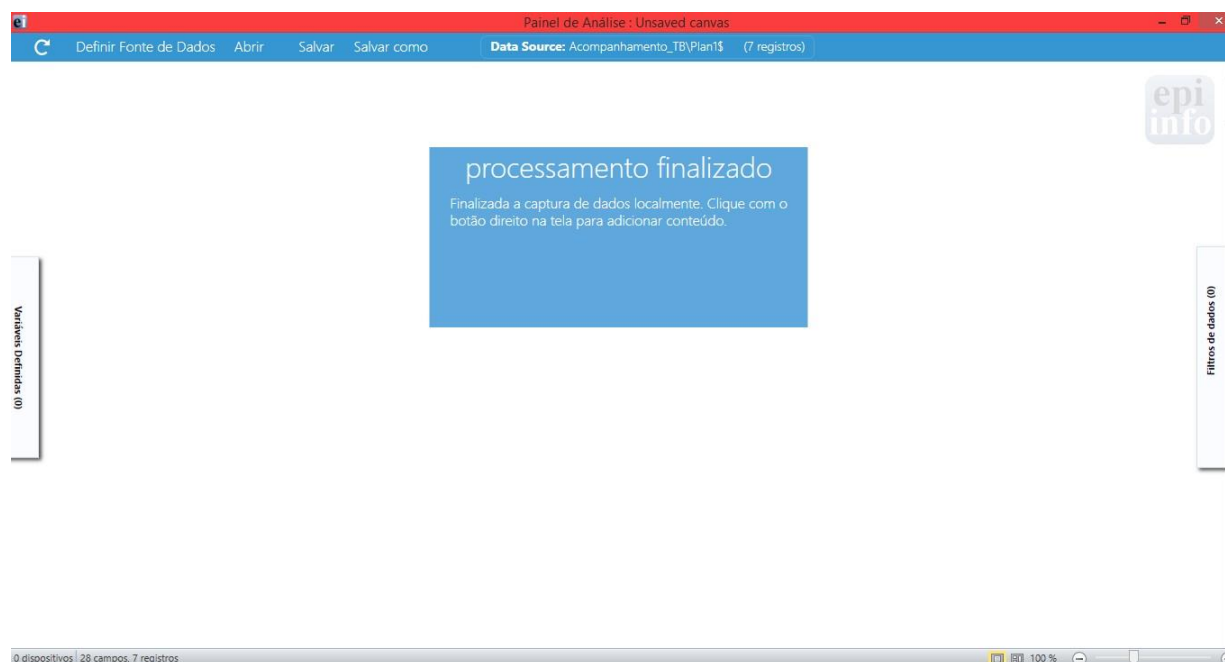 ei
Painel de Análise : Unsaved canvas
Definir Fonte de Dados Abrir Salvar Salvar como Data Source: Acompanhamento_TB\Plan1$ (7 registros)
epi
info
processamento finalizado
Finalizada a captura de dados localmente. Clique com o
botão direito na tela para adicionar conteúdo.
Variáveis Definidas (0)
Filtros de dados (0)
0 dispositivos 28 campos, 7 registros
100 %